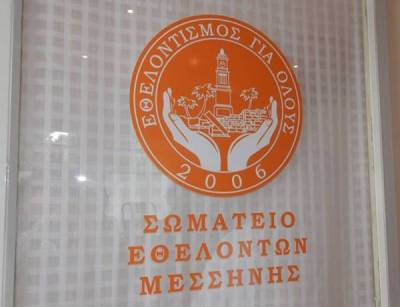 ΕΘΕΛΟΝΤΙΣΜΟΣ ΓΙΑ ΟΛΟΥΣ
2006
ΣΩΜΑΤΕΙΟ
ΕΘΕΛΟΝΤΩΝ
ΜΕΣΣΗΝΗΣ